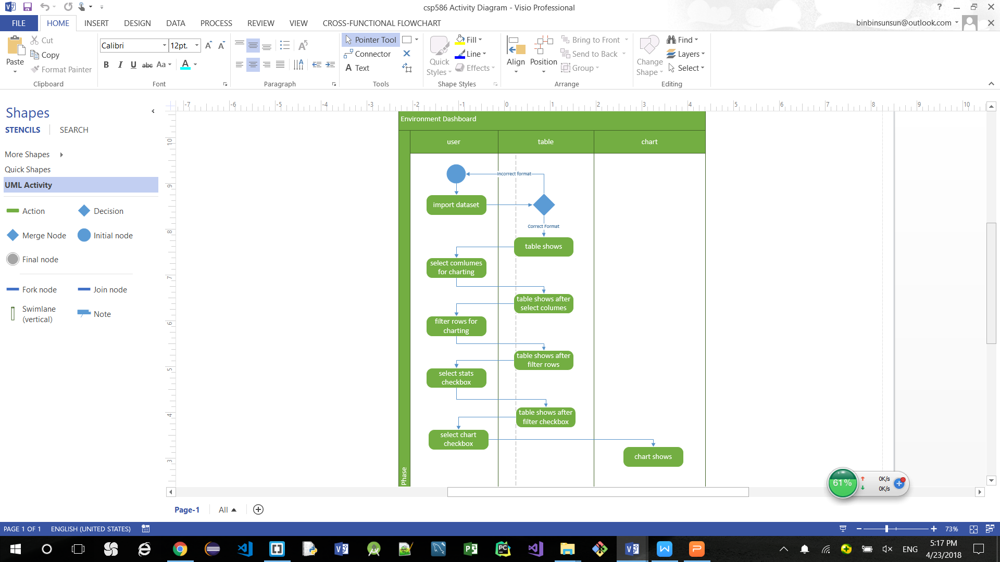 csp586 Activity Diagram - Visio Professional
?
FILE
HOME
INSERT
DESIGN
DATA
PROCESS
REVIEW
VIEW
CROSS-FUNCTIONAL FLOWCHART
binbinsunsun@outlook.com
Paste
Cut
Copy
Format Painter
Clipboard
Calibri
12pt.
B I U abc Aa A
Font
Paragraph
Pointer Tool
Connector
A Text
Tools
Quick
Styles
Fill
Line
Effects
Shape Styles
Align
Position
Bring to Front
Send to Back
Group
Arrange
Change
Shape
Find
Layers
Select
Editing
Shapes
STENCILS
SEARCH
More Shapes
Quick Shapes
UML Activity
Action
Decision
Merge Node
Initial node
Final node
Fork node
Join node
Swimlane
(vertical)
Note
-7 -6 -5 -4 -3 -2 -1 0 1 2 3 4 5 6 7 8 9 10
10
9
8
7
6
5
4
3
Environment Dashboard
user
table
chart
Incorrect format
import dataset
Correct Format
table shows
select comlumes
for charting
table shows after
select columes
filter rows for
charting
table shows after
filter rows
select stats
checkbox
table shows after
filter checkbox
select chart
checkbox
chart shows
Phase
61%
0K/s
0K/s
Page-1
All
PAGE 1 OF 1
ENGLISH (UNITED STATES)
73%
ENG
5:17 PM
4/23/2018